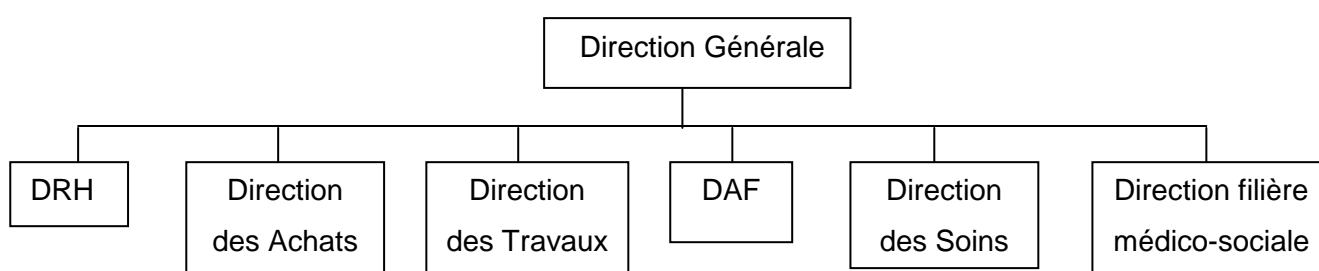 Direction Générale
DRH
Direction
des Achats
Direction
des Travaux
DAF
Direction
des Soins
Direction filière
médico-sociale